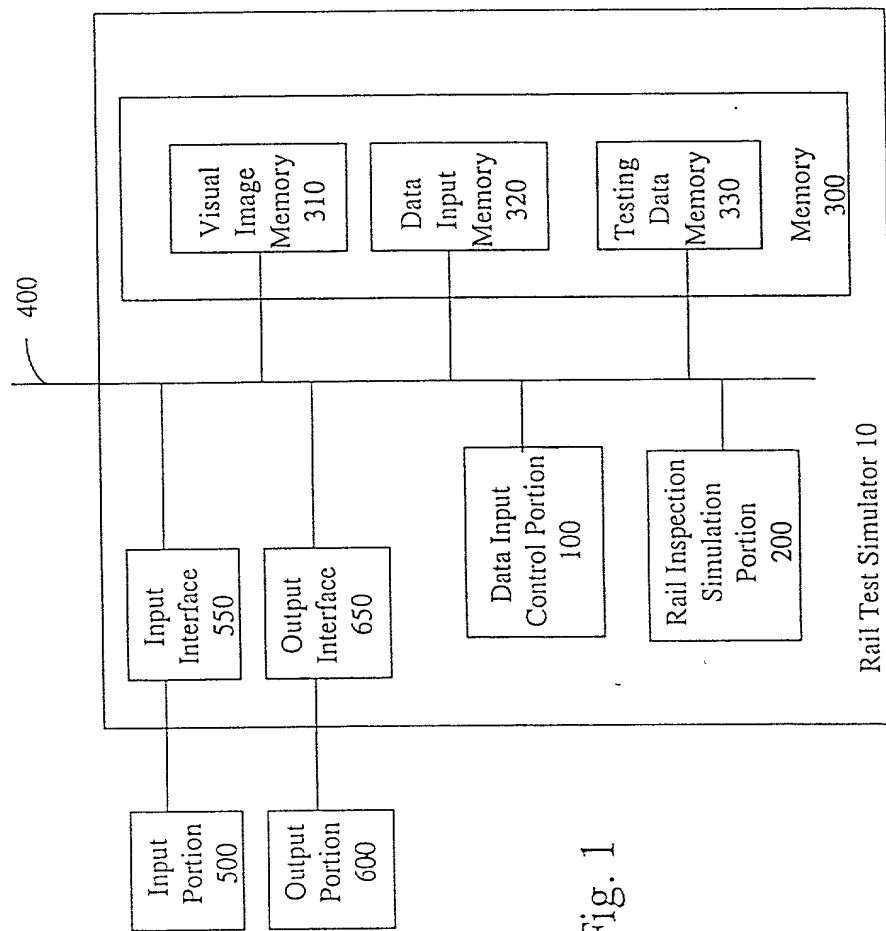 400
Visual
Image
Memory
310
Data
Input
Memory
320
Testing
Data
Memory
330
Memory
300
Input
Interface
550
Output
Interface
650
Data Input
Control Portion
100
Rail Inspection
Simulation
Portion
200
Rail Test Simulator 10
Input
Portion
500
Output
Portion
600
Fig. 1